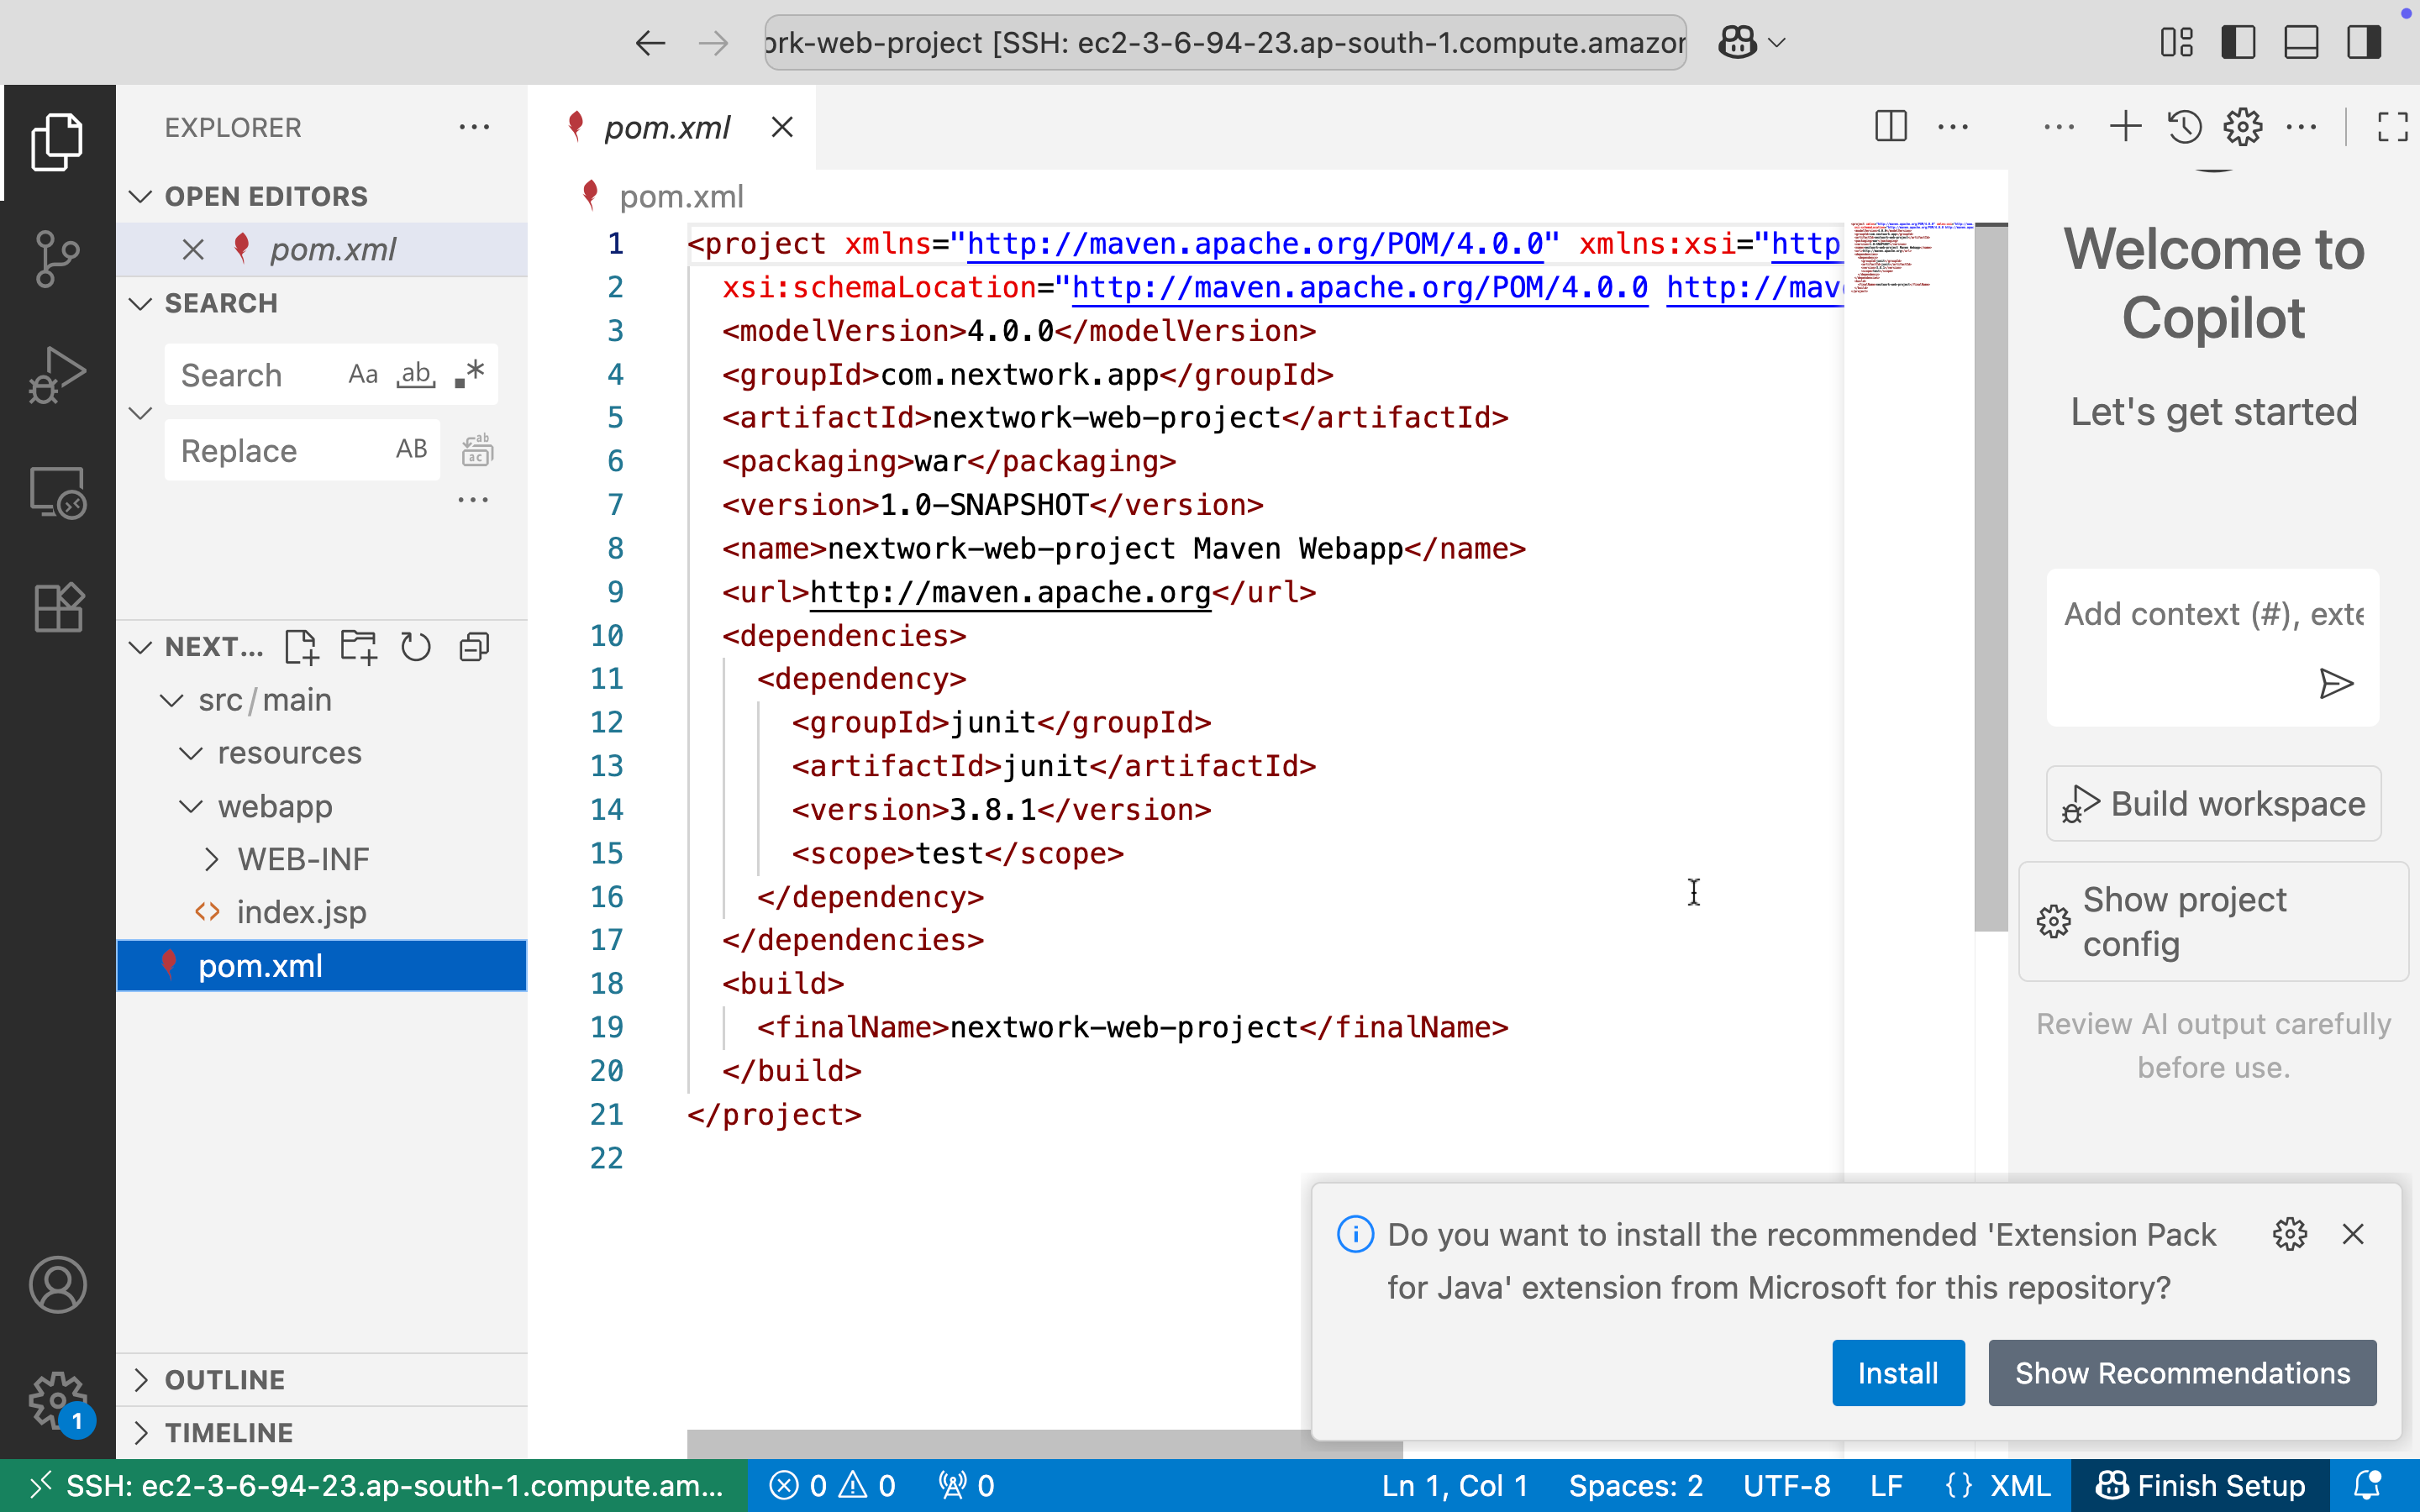 ork-web-project [SSH: ec2-3-6-94-23.ap-south-1.compute.amazon
EXPLORER
OPEN EDITORS
pom.xml
SEARCH
Search Aa ab
Replace AB
NEXT...
src/main
resources
webapp
WEB-INF
index.jsp
pom.xml
OUTLINE
TIMELINE
1
pom.xml
pom.xml
1 <project xmlns="http://maven.apache.org/POM/4.0.0" xmlns:xsi="http
2 xsi:schemaLocation="http://maven.apache.org/POM/4.0.0 http://mav
3 <modelVersion>4.0.0</modelVersion>
4 <groupId>com.nextwork.app</groupId>
5 <artifactId>nextwork-web-project</artifactId>
6 <packaging>war</packaging>
7 <version>1.0-SNAPSHOT</version>
8 <name>nextwork-web-project Maven Webapp</name>
9 <url>http://maven.apache.org</url>
10 <dependencies>
11 <dependency>
12 <groupId>junit</groupId>
13 <artifactId>junit</artifactId>
14 <version>3.8.1</version>
15 <scope>test</scope>
16 </dependency>
17 </dependencies>
18 <build>
19 <finalName>nextwork-web-project</finalName>
20 </build>
21 </project>
22
Welcome to
Copilot
Let's get started
Add context (#), exte
Build workspace
Show project
config
Review AI output carefully
before use.
Do you want to install the recommended 'Extension Pack
for Java' extension from Microsoft for this repository?
Install Show Recommendations
SSH: ec2-3-6-94-23.ap-south-1.compute.am... 0 0 0 Ln 1, Col 1 Spaces: 2 UTF-8 LF {} XML Finish Setup